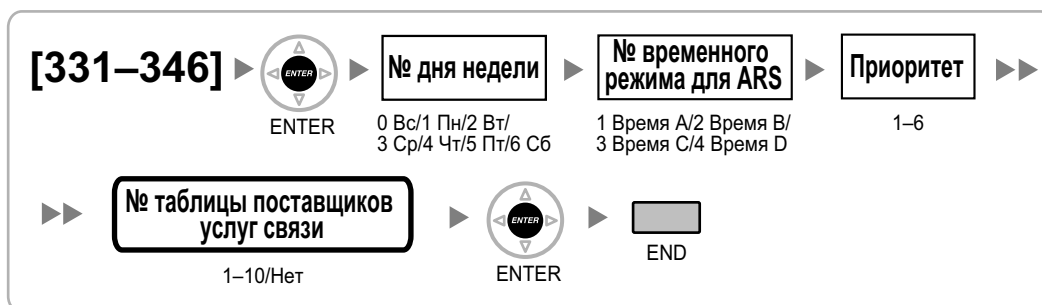 [331–346]
ENTER
ENTER
№ дня недели
0 Вс/1 Пн/2 Вт/
3 Ср/4 Чт/5 Пт/6 Сб
№ временного
режима для ARS
1 Время A/2 Время B/
3 Время C/4 Время D
Приоритет
1–6
№ таблицы поставщиков
услуг связи
1–10/Нет
ENTER
ENTER
END